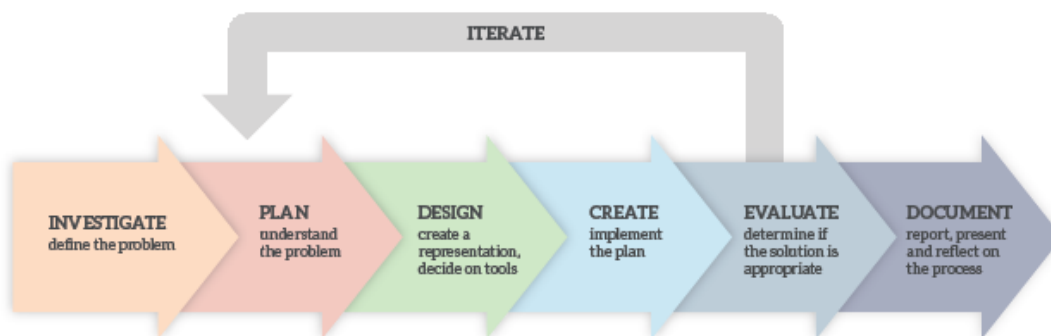 ITERATE
INVESTIGATE
define the problem
PLAN
understand
the problem
DESIGN
create a
representation,
decide on tools
CREATE
implement
the plan
EVALUATE
determine if
the solution is
appropriate
DOCUMENT
report, present
and reflect on
the process